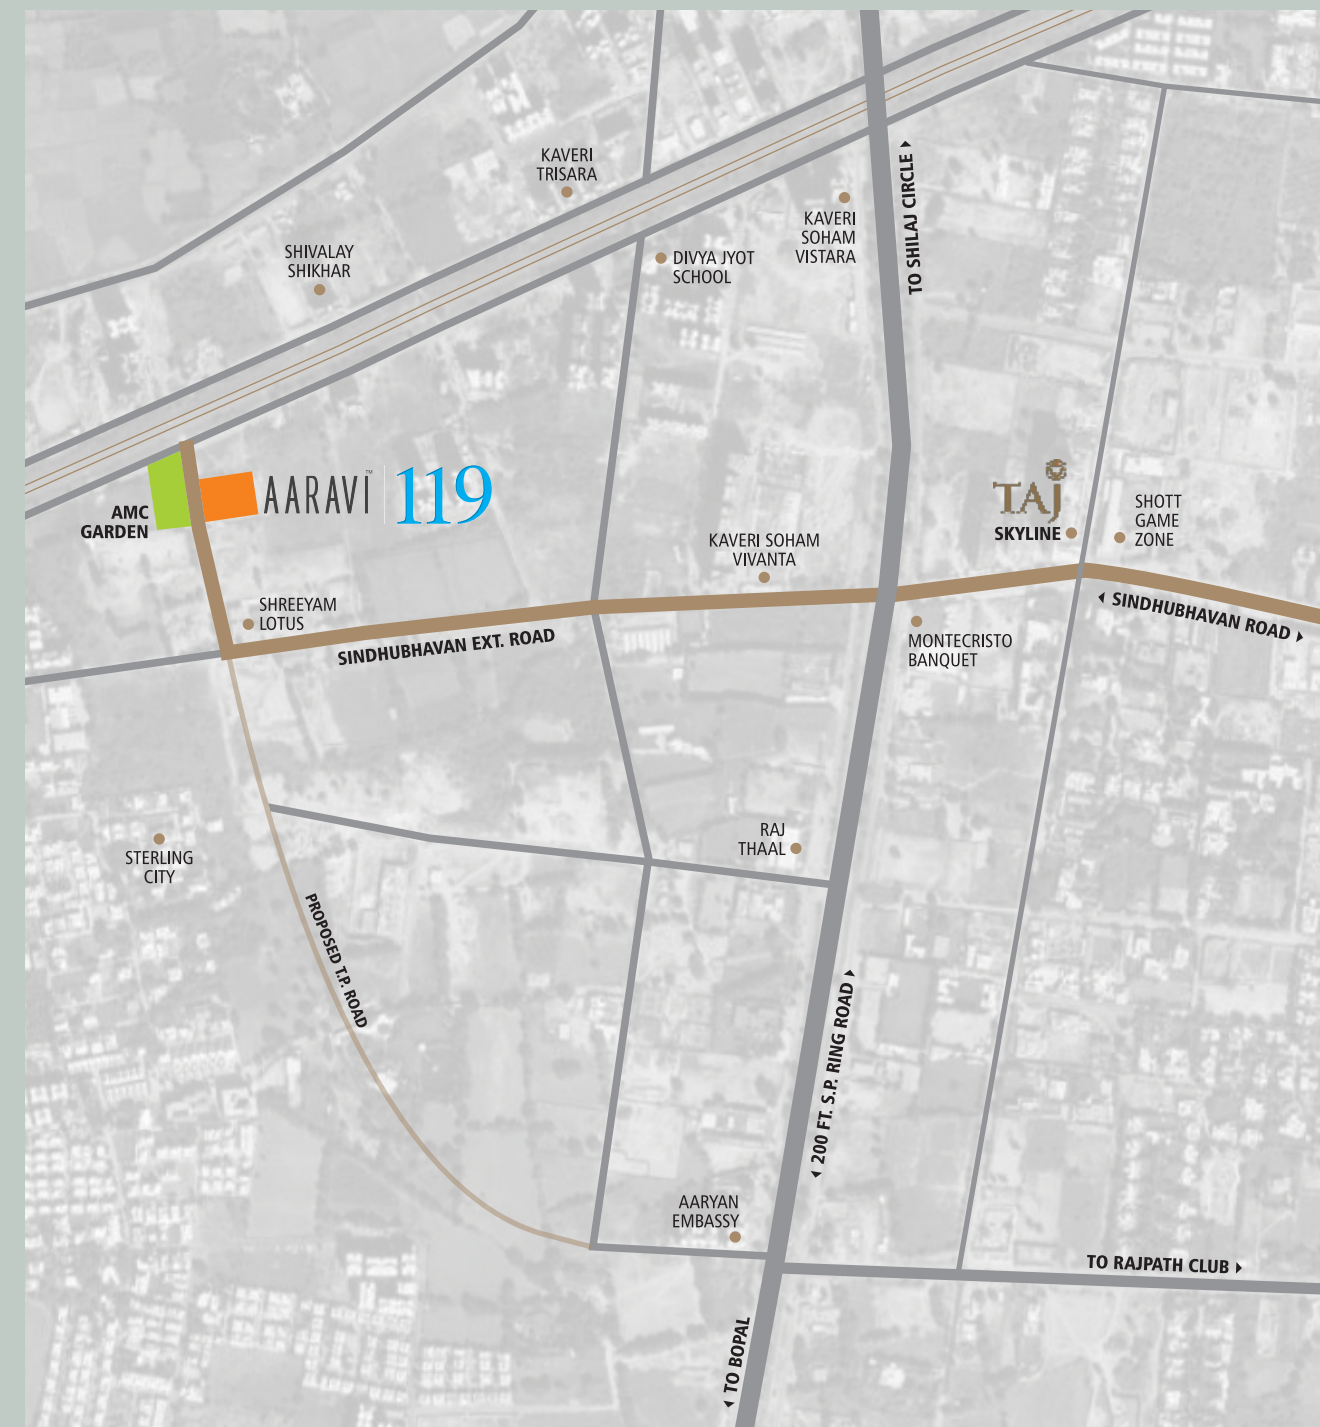 KAVERI
TRISARA
SHIVALAY
SHIKHAR
DIVYA JYOT
SCHOOL
KAVERI
SOHAM
VISTARA
TO SHILAJ CIRCLE
AMC
GARDEN
AARAVI™ 119
TAJ
SKYLINE
SHOTT
GAME
ZONE
KAVERI SOHAM
VIVANTA
SHREEYAM
LOTUS
SINDHUBHAVAN EXT. ROAD
SINDHUBHAVAN ROAD
MONTECRISTO
BANQUET
RAJ
THAAL
STERLING
CITY
PROPOSED T.P. ROAD
200 FT. S.P. RING ROAD
AARYAN
EMBASSY
TO RAJPATH CLUB
TO BOPAL